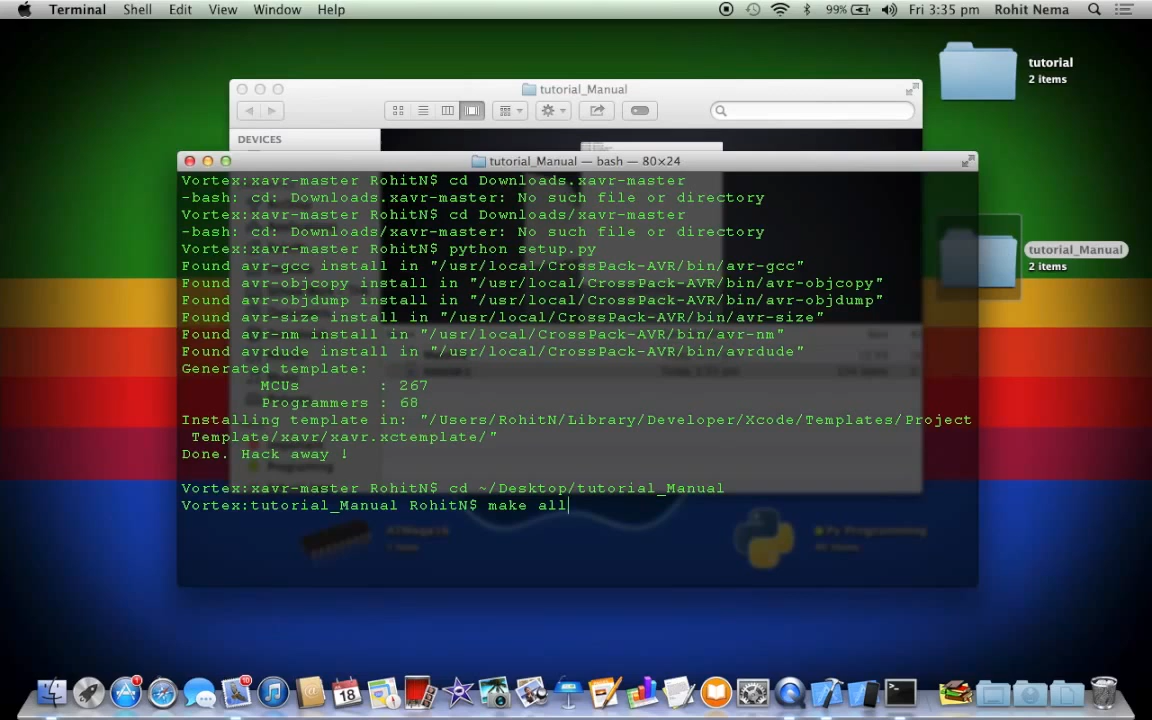 Terminal Shell Edit View Window Help 99% Fri 3:35 pm Rohit Nema
tutorial
2 items
tutorial_Manual
DEVICES
tutorial_Manual — bash — 80×24
Vortex:xavr-master RohitN$ cd Downloads.xavr-master
-bash: cd: Downloads.xavr-master: No such file or directory
Vortex:xavr-master RohitN$ cd Downloads/xavr-master
-bash: cd: Downloads/xavr-master: No such file or directory
Vortex:xavr-master RohitN$ python setup.py
Found avr-gcc install in "/usr/local/CrossPack-AVR/bin/avr-gcc"
Found avr-objcopy install in "/usr/local/CrossPack-AVR/bin/avr-objcopy"
Found avr-objdump install in "/usr/local/CrossPack-AVR/bin/avr-objdump"
Found avr-size install in "/usr/local/CrossPack-AVR/bin/avr-size"
Found avr-nm install in "/usr/local/CrossPack-AVR/bin/avr-nm"
Found avrdude install in "/usr/local/CrossPack-AVR/bin/avrdude"
Generated template:
MCUs : 267
Programmers : 68
Installing template in: "/Users/RohitN/Library/Developer/Xcode/Templates/Project
Template/xavr/xavr.xctemplate/"
Done. Hack away !
Vortex:xavr-master RohitN$ cd ~/Desktop/tutorial_Manual
Vortex:tutorial_Manual RohitN$ make all
tutorial_Manual
2 items
ATMega16
Py Programming
18